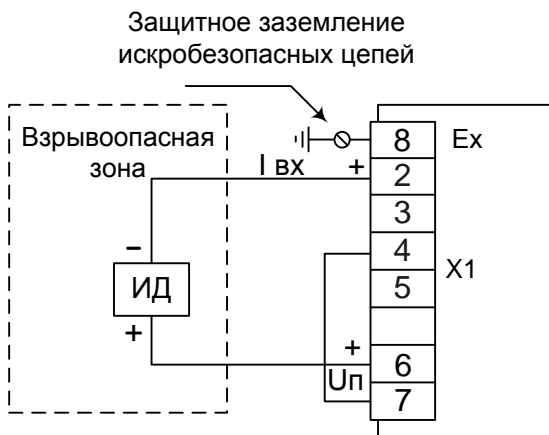 Защитное заземление
искробезопасных цепей
Взрывоопасная
зона
I вх
+
8
Ex
2
3
4
5
X1
–
ИД
+
+
Uп
6
7